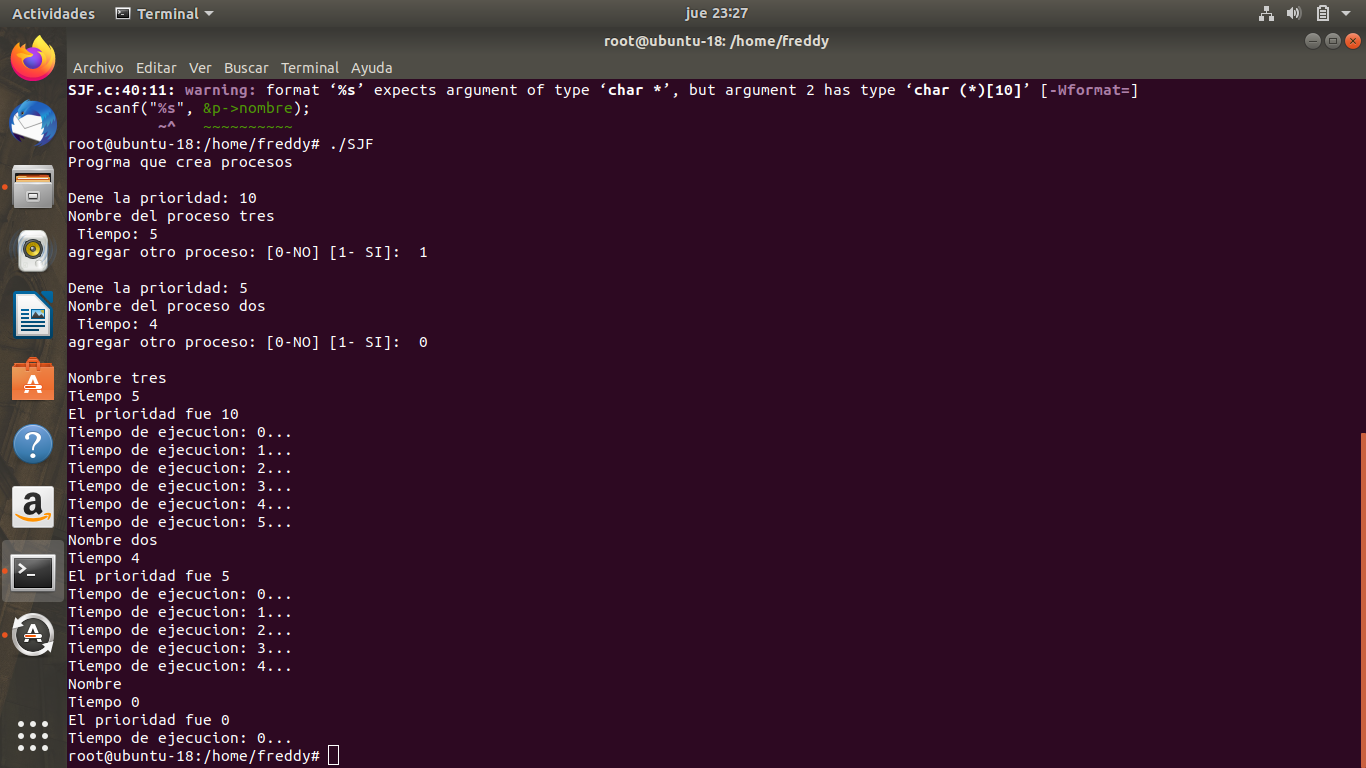 Actividades Terminal jue 23:27
root@ubuntu-18: /home/freddy
Archivo Editar Ver Buscar Terminal Ayuda
SJF.c:40:11: warning: format ‘%s’ expects argument of type ‘char *’, but argument 2 has type ‘char (*)[10]’ [-Wformat=]
scanf("%s", &p->nombre);
~^ ~~~~~~~~~~
root@ubuntu-18:/home/freddy# ./SJF
Progrma que crea procesos
Deme la prioridad: 10
Nombre del proceso tres
Tiempo: 5
agregar otro proceso: [0-NO] [1- SI]: 1
Deme la prioridad: 5
Nombre del proceso dos
Tiempo: 4
agregar otro proceso: [0-NO] [1- SI]: 0
Nombre tres
Tiempo 5
El prioridad fue 10
Tiempo de ejecucion: 0...
Tiempo de ejecucion: 1...
Tiempo de ejecucion: 2...
Tiempo de ejecucion: 3...
Tiempo de ejecucion: 4...
Tiempo de ejecucion: 5...
Nombre dos
Tiempo 4
El prioridad fue 5
Tiempo de ejecucion: 0...
Tiempo de ejecucion: 1...
Tiempo de ejecucion: 2...
Tiempo de ejecucion: 3...
Tiempo de ejecucion: 4...
Nombre
Tiempo 0
El prioridad fue 0
Tiempo de ejecucion: 0...
root@ubuntu-18:/home/freddy#